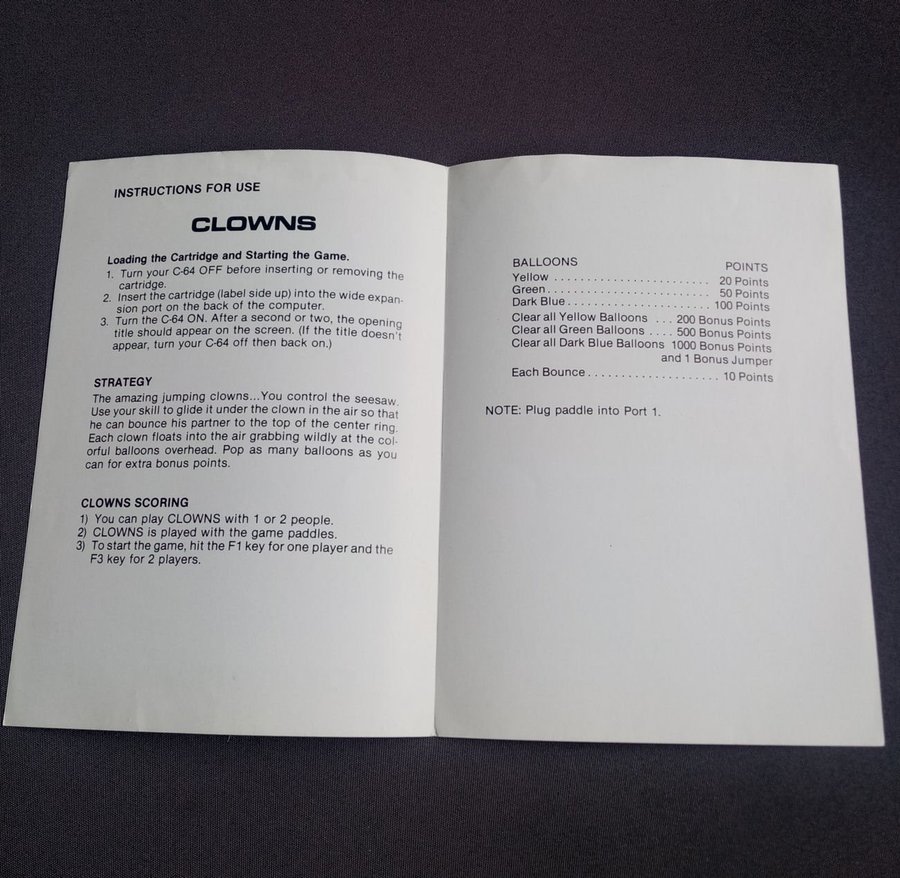 INSTRUCTIONS FOR USE
CLOWNS
Loading the Cartridge and Starting the Game.
1. Turn your C-64 OFF before inserting or removing the
cartridge.
2. Insert the cartridge (label side up) into the wide expan-
sion port on the back of the computer.
3. Turn the C-64 ON. After a second or two, the opening
title should appear on the screen. (If the title doesn't
appear, turn your C-64 off then back on.)
STRATEGY
The amazing jumping clowns...You control the seesaw.
Use your skill to glide it under the clown in the air so that
he can bounce his partner to the top of the center ring.
Each clown floats into the air grabbing wildly at the col-
orful balloons overhead. Pop as many balloons as you
can for extra bonus points.
CLOWNS SCORING
1) You can play CLOWNS with 1 or 2 people.
2) CLOWNS is played with the game paddles.
3) To start the game, hit the F1 key for one player and the
F3 key for 2 players.
BALLOONS POINTS
Yellow . . . . . . . . . . . . . . . . . . . . . . . . 20 Points
Green . . . . . . . . . . . . . . . . . . . . . . . . . 50 Points
Dark Blue . . . . . . . . . . . . . . . . . . . . . . 100 Points
Clear all Yellow Balloons . . . 200 Bonus Points
Clear all Green Balloons . . . . 500 Bonus Points
Clear all Dark Blue Balloons 1000 Bonus Points
and 1 Bonus Jumper
Each Bounce . . . . . . . . . . . . . . . . . . . . 10 Points
NOTE: Plug paddle into Port 1.